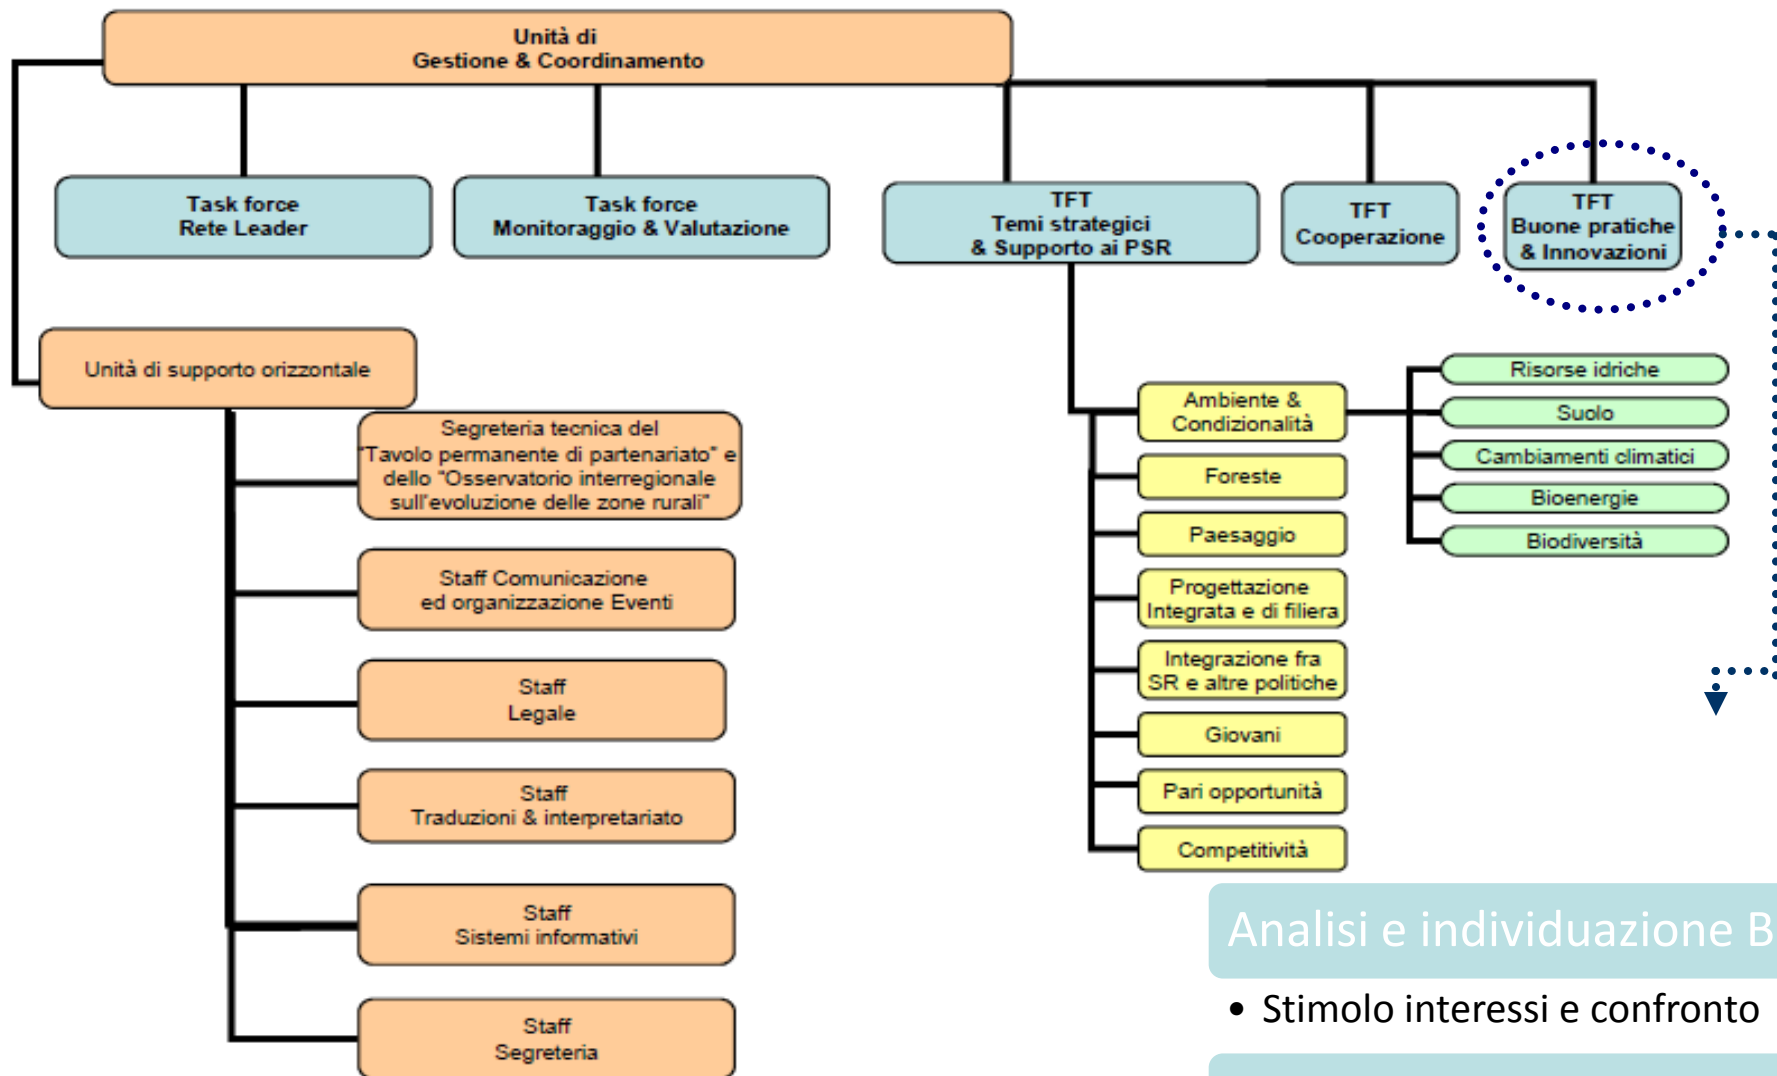 Unità di
Gestione & Coordinamento
Task force
Rete Leader
Task force
Monitoraggio & Valutazione
TFT
Temi strategici
& Supporto ai PSR
TFT
Cooperazione
TFT
Buone pratiche
& Innovazioni
Unità di supporto orizzontale
Segreteria tecnica del
"Tavolo permanente di partenariato" e
dello "Osservatorio interregionale
sull'evoluzione delle zone rurali"
Staff Comunicazione
ed organizzazione Eventi
Staff
Legale
Staff
Traduzioni & interpretariato
Staff
Sistemi informativi
Staff
Segreteria
Ambiente &
Condizionalità
Foreste
Paesaggio
Progettazione
Integrata e di filiera
Integrazione fra
SR e altre politiche
Giovani
Pari opportunità
Competitività
Risorse idriche
Suolo
Cambiamenti climatici
Bioenergie
Biodiversità
Analisi e individuazione B
• Stimolo interessi e confronto